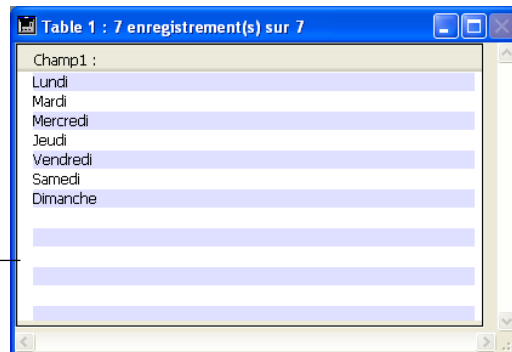 Table 1 : 7 enregistrement(s) sur 7
Champ1 :
Lundi
Mardi
Mercredi
Jeudi
Vendredi
Samedi
Dimanche